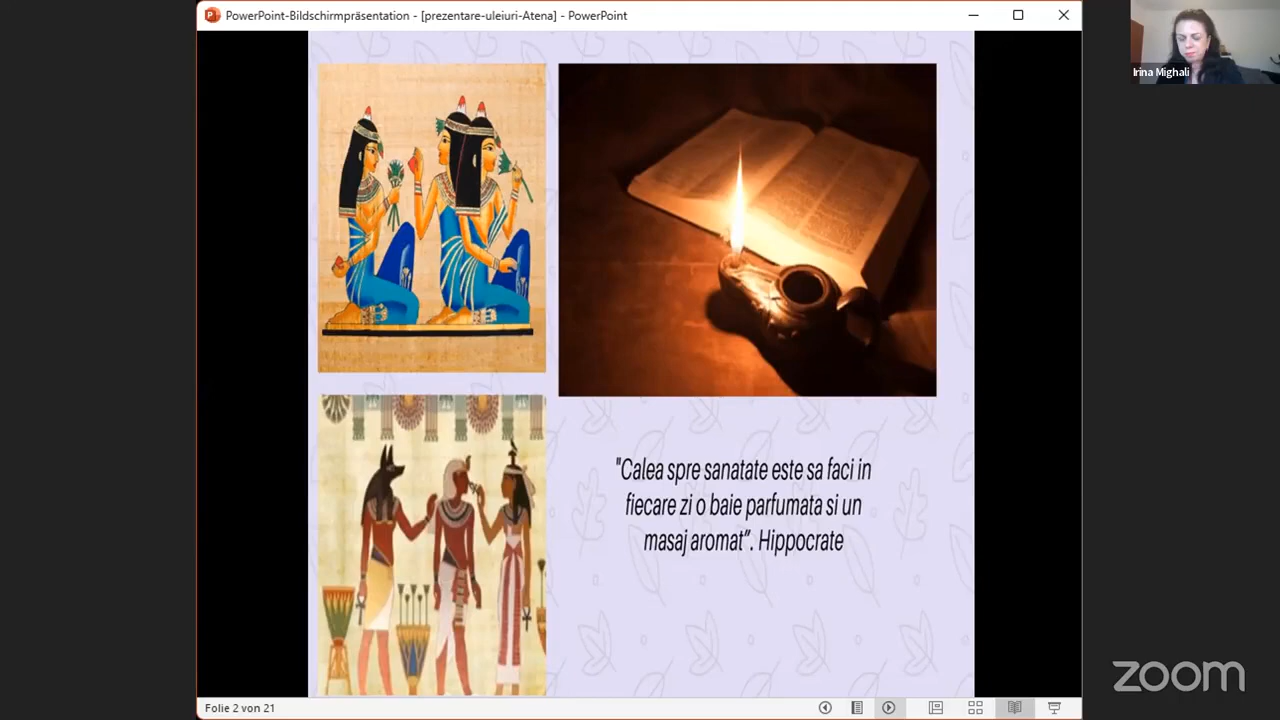 PowerPoint-Bildschirmpräsentation - [prezentare-uleiuri-Atena] - PowerPoint
Irina Mighali
"Calea spre sanatate este sa faci in
fiecare zi o baie parfumata si un
masaj aromat”. Hippocrate
zoom
Folie 2 von 21